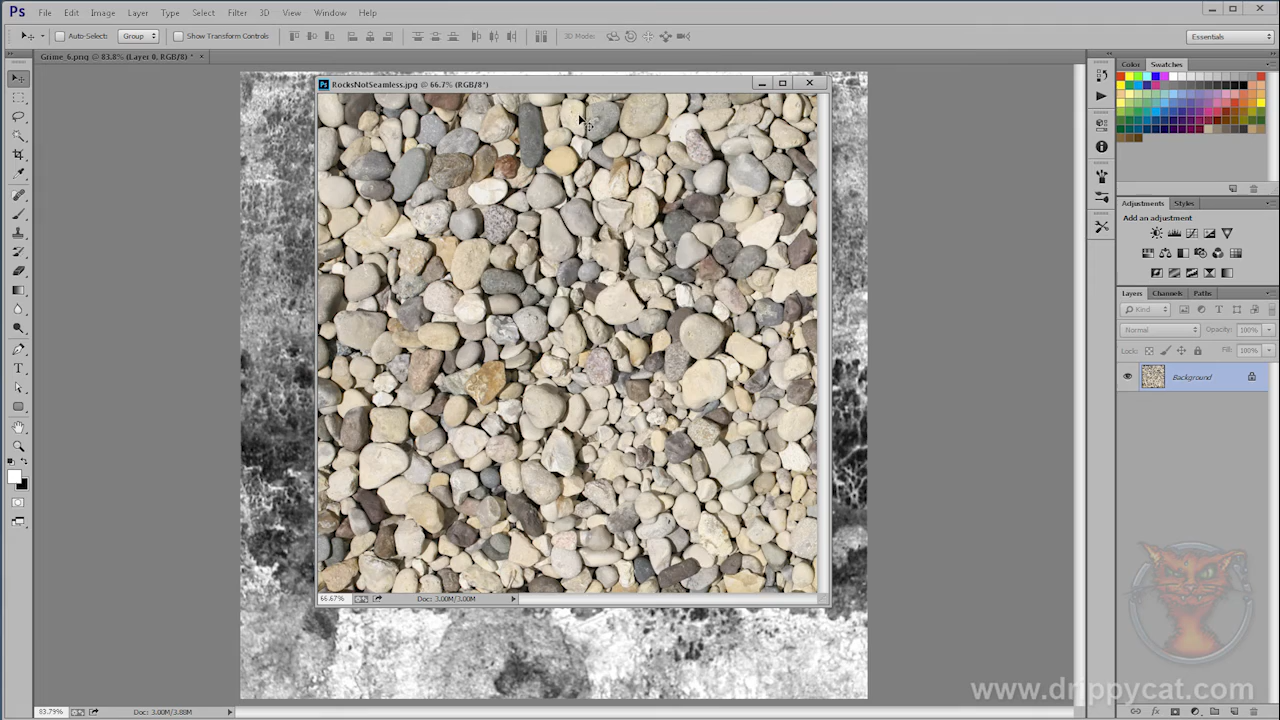 Ps File Edit Image Layer Type Select Filter 3D View Window Help
Auto-Select: Group Show Transform Controls 3D Mode: Essentials
Grime_6.png @ 83.8% (Layer 0, RGB/8) * ×
Color Swatches
Ps RocksNotSeamless.jpg @ 66.7% (RGB/8*)
Adjustments Styles
Add an adjustment
Layers Channels Paths
Kind
Normal Opacity: 100%
Lock: Fill: 100%
Background
66.67% Doc: 3.00M/3.00M
www.drippycat.com
83.79% Doc: 3.00M/3.88M